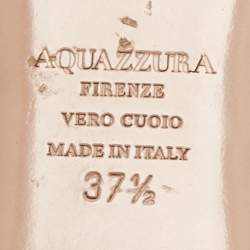 AQUAZZURA
FIRENZE
VERO CUOIO
MADE IN ITALY
37½